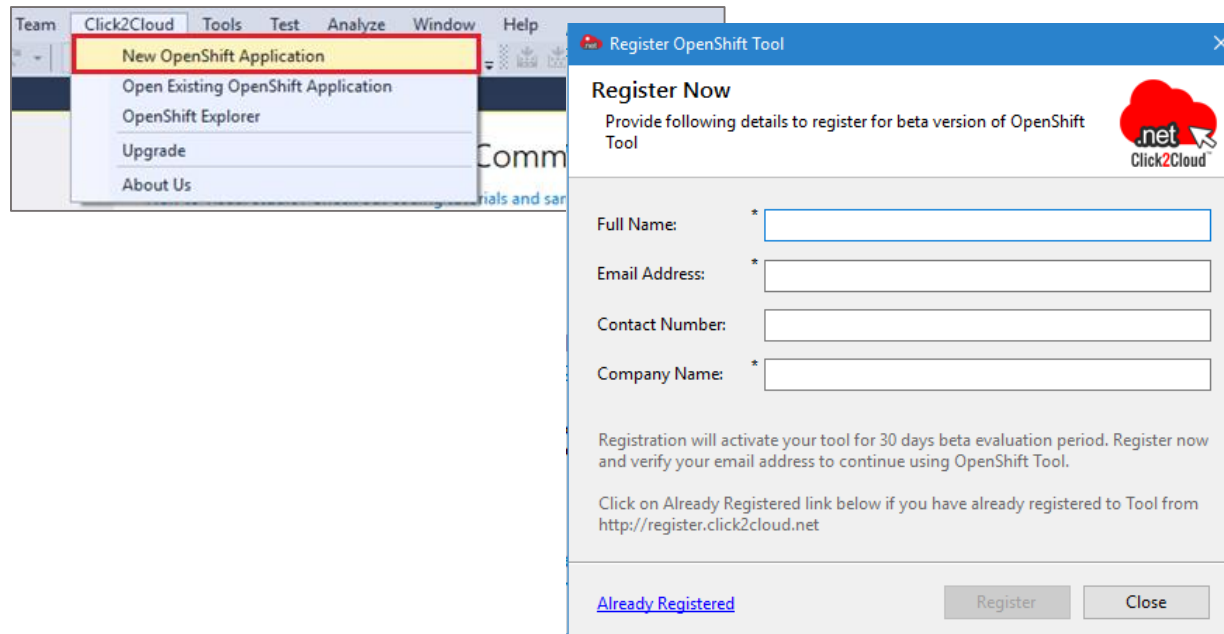 Team Click2Cloud Tools Test Analyze Window Help
New OpenShift Application
Open Existing OpenShift Application
OpenShift Explorer
Upgrade
About Us
Comm
rials and sar
Register OpenShift Tool
Register Now
Provide following details to register for beta version of OpenShift
Tool
.net
Click2Cloud
Full Name: *
Email Address: *
Contact Number:
Company Name: *
Registration will activate your tool for 30 days beta evaluation period. Register now
and verify your email address to continue using OpenShift Tool.
Click on Already Registered link below if you have already registered to Tool from
http://register.click2cloud.net
Already Registered
Register
Close